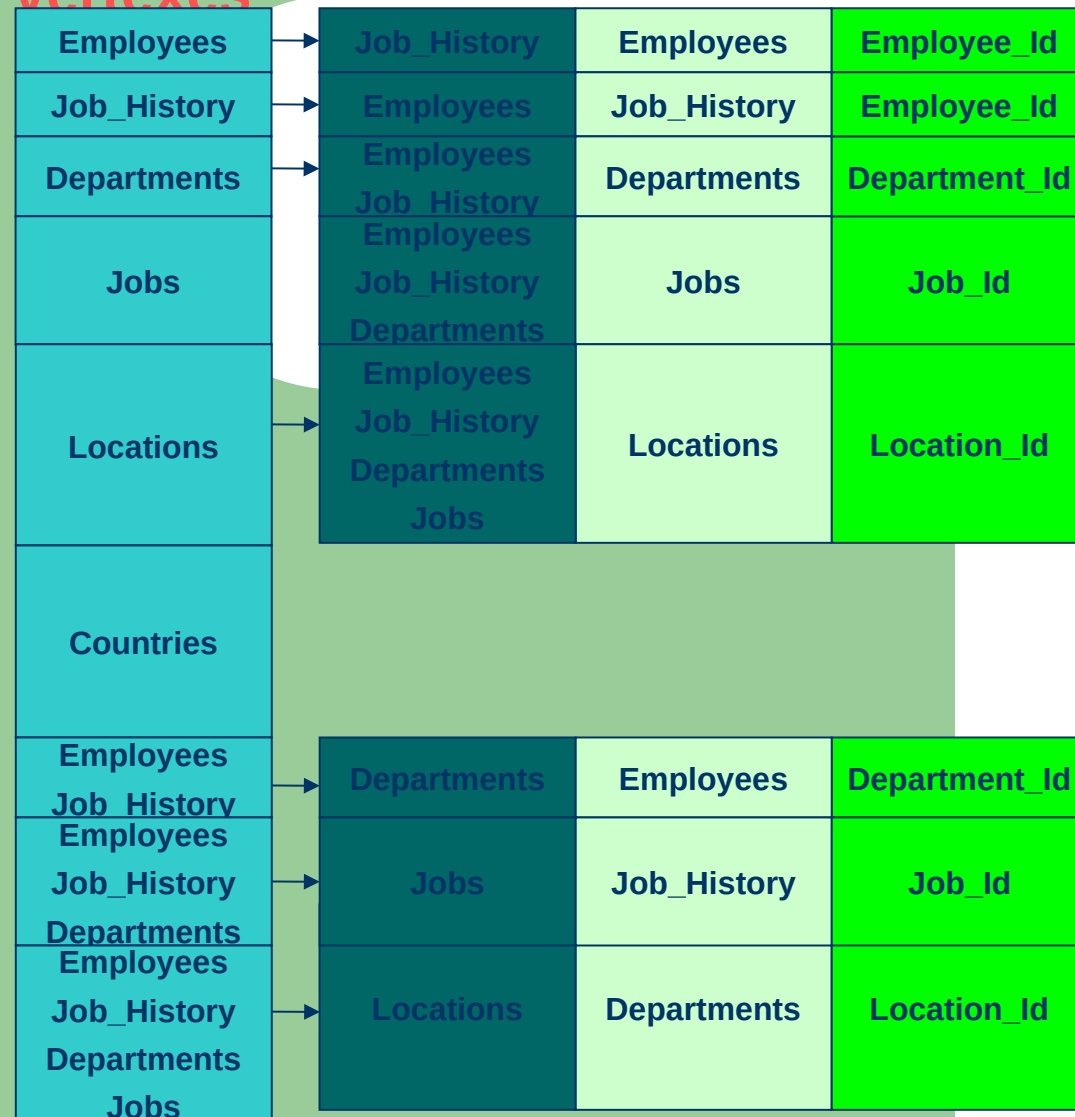 Vertexes
Employees Job_History Employees Employee_Id
Job_History Employees Job_History Employee_Id
Departments Employees Departments Department_Id
Job_History
Jobs Employees Jobs Job_Id
Job_History
Departments
Locations Employees Locations Location_Id
Job_History
Departments
Jobs
Countries
Employees Departments Employees Department_Id
Job_History
Employees Jobs Job_History Job_Id
Job_History
Departments
Employees Locations Departments Location_Id
Job_History
Departments
Jobs